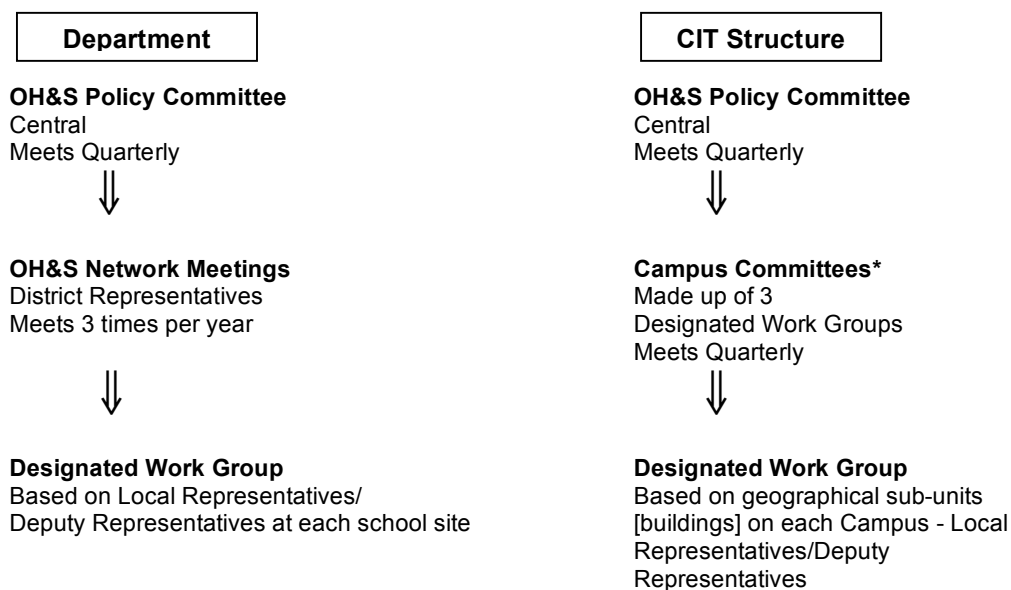 Department
OH&S Policy Committee
Central
Meets Quarterly
⇓
OH&S Network Meetings
District Representatives
Meets 3 times per year
⇓
Designated Work Group
Based on Local Representatives/
Deputy Representatives at each school site
CIT Structure
OH&S Policy Committee
Central
Meets Quarterly
⇓
Campus Committees*
Made up of 3
Designated Work Groups
Meets Quarterly
⇓
Designated Work Group
Based on geographical sub-units
[buildings] on each Campus - Local
Representatives/Deputy
Representatives